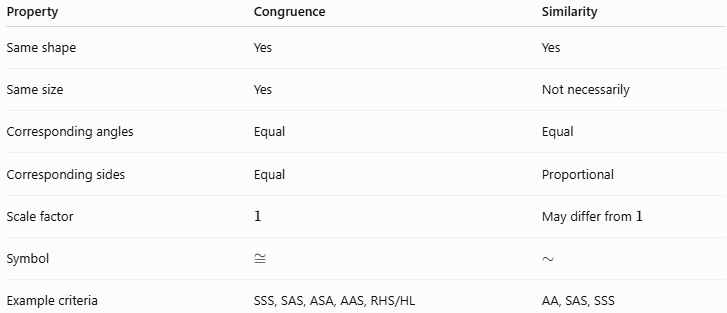 Property Congruence Similarity
Same shape Yes Yes
Same size Yes Not necessarily
Corresponding angles Equal Equal
Corresponding sides Equal Proportional
Scale factor 1 May differ from 1
Symbol ≅ ∼
Example criteria SSS, SAS, ASA, AAS, RHS/HL AA, SAS, SSS